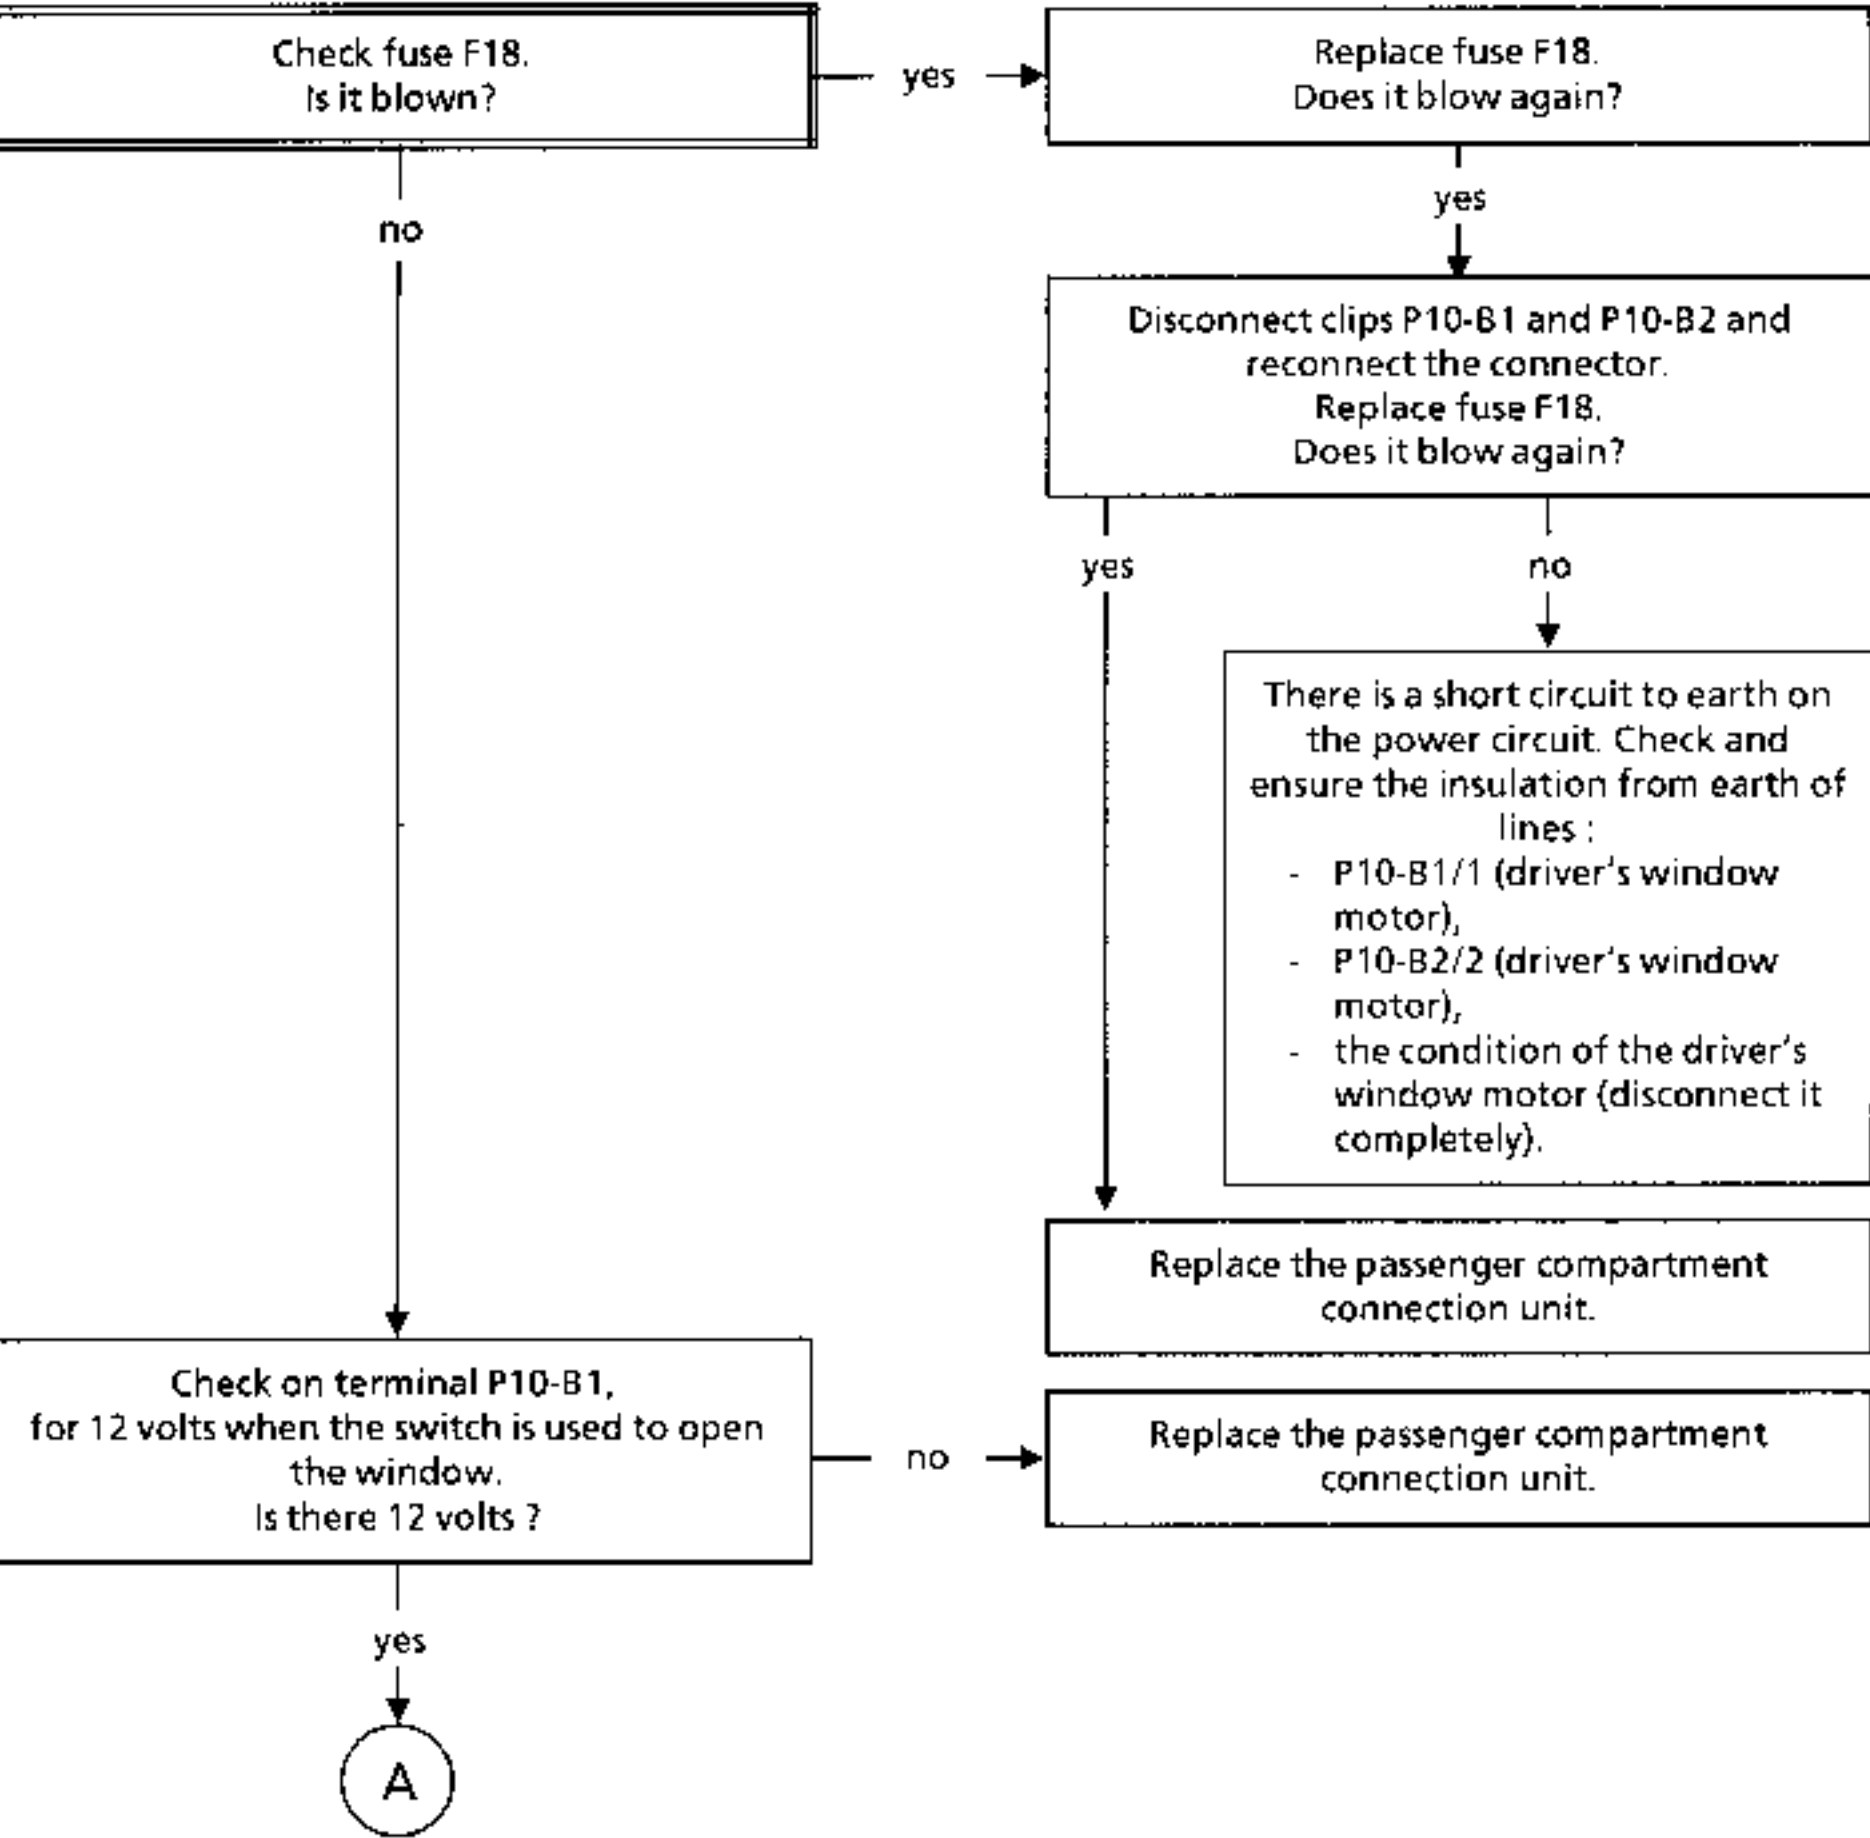 Check fuse F18.
Is it blown?
yes
Replace fuse F18.
Does it blow again?
no
yes
Disconnect clips P10-B1 and P10-B2 and
reconnect the connector.
Replace fuse F18.
Does it blow again?
yes
no
There is a short circuit to earth on
the power circuit. Check and
ensure the insulation from earth of
lines :
- P10-B1/1 (driver's window
motor),
- P10-B2/2 (driver's window
motor),
- the condition of the driver's
window motor (disconnect it
completely).
Replace the passenger compartment
connection unit.
Check on terminal P10-B1,
for 12 volts when the switch is used to open
the window.
Is there 12 volts ?
no
Replace the passenger compartment
connection unit.
yes
A